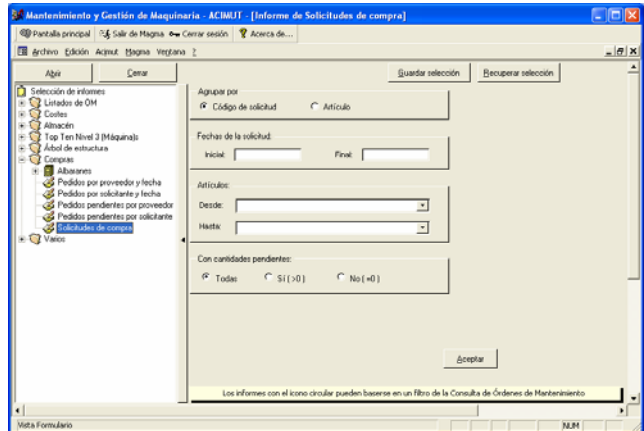 Mantenimiento y Gestión de Maquinaria - ACIMUT - [Informe de Solicitudes de compra]
Pantalla principal Salir de Magma Cerrar sesión Acerca de...
Archivo Edición Acimut Magma Ventana ?
Abrir Cerrar Guardar selección Recuperar selección
Selección de informes
Listados de OM
Costes
Almacén
Top Ten Nivel 3 (Máquina)s
Árbol de estructura
Compras
Albaranes
Pedidos por proveedor y fecha
Pedidos por solicitante y fecha
Pedidos pendientes por proveedor
Pedidos pendientes por solicitante
Solicitudes de compra
Varios
Agrupar por
Código de solicitud Artículo
Fechas de la solicitud:
Inicial: Final:
Artículos:
Desde:
Hasta:
Con cantidades pendientes:
Todas Sí ( >0 ) No ( =0 )
Aceptar
Los informes con el icono circular pueden baserse en un filtro de la Consulta de Órdenes de Mantenimiento
Vista Formulario NUM